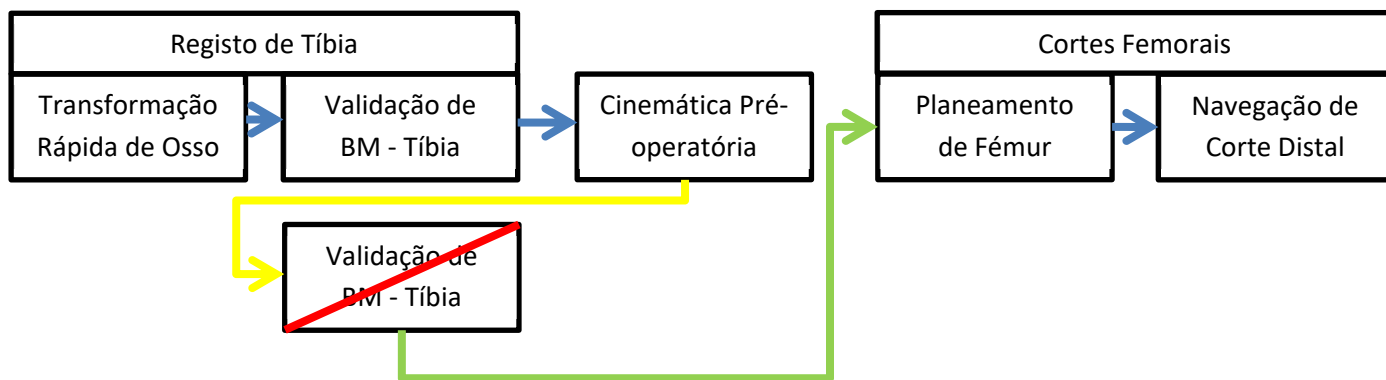 Registo de Tíbia
Transformação
Rápida de Osso
Validação de
BM - Tíbia
Cinemática Pré-
operatória
Cortes Femorais
Planeamento
de Fémur
Navegação de
Corte Distal
Validação de
BM - Tíbia